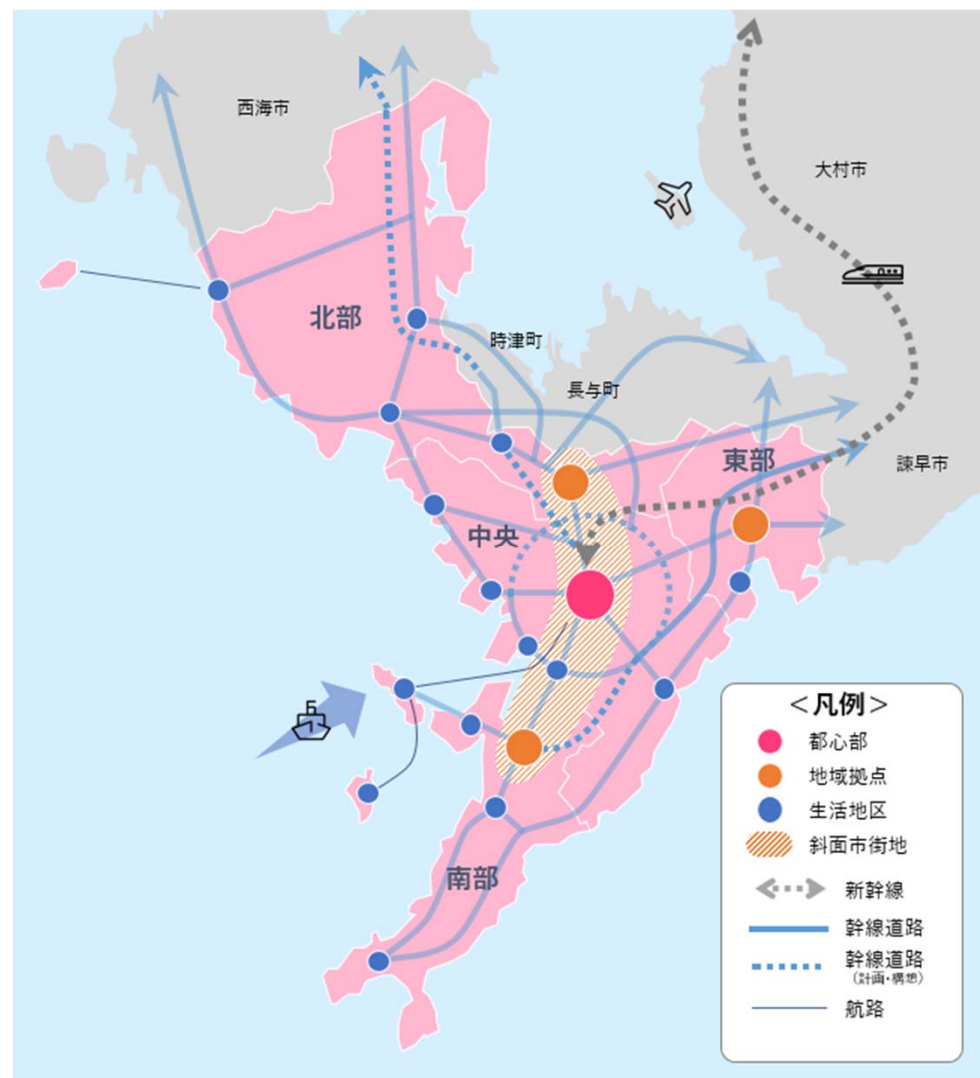 西海市
大村市
北部
時津町
長与町
東部
諫早市
中央
南部
＜凡例＞
都心部
地域拠点
生活地区
斜面市街地
新幹線
幹線道路
幹線道路
（計画・構想）
航路